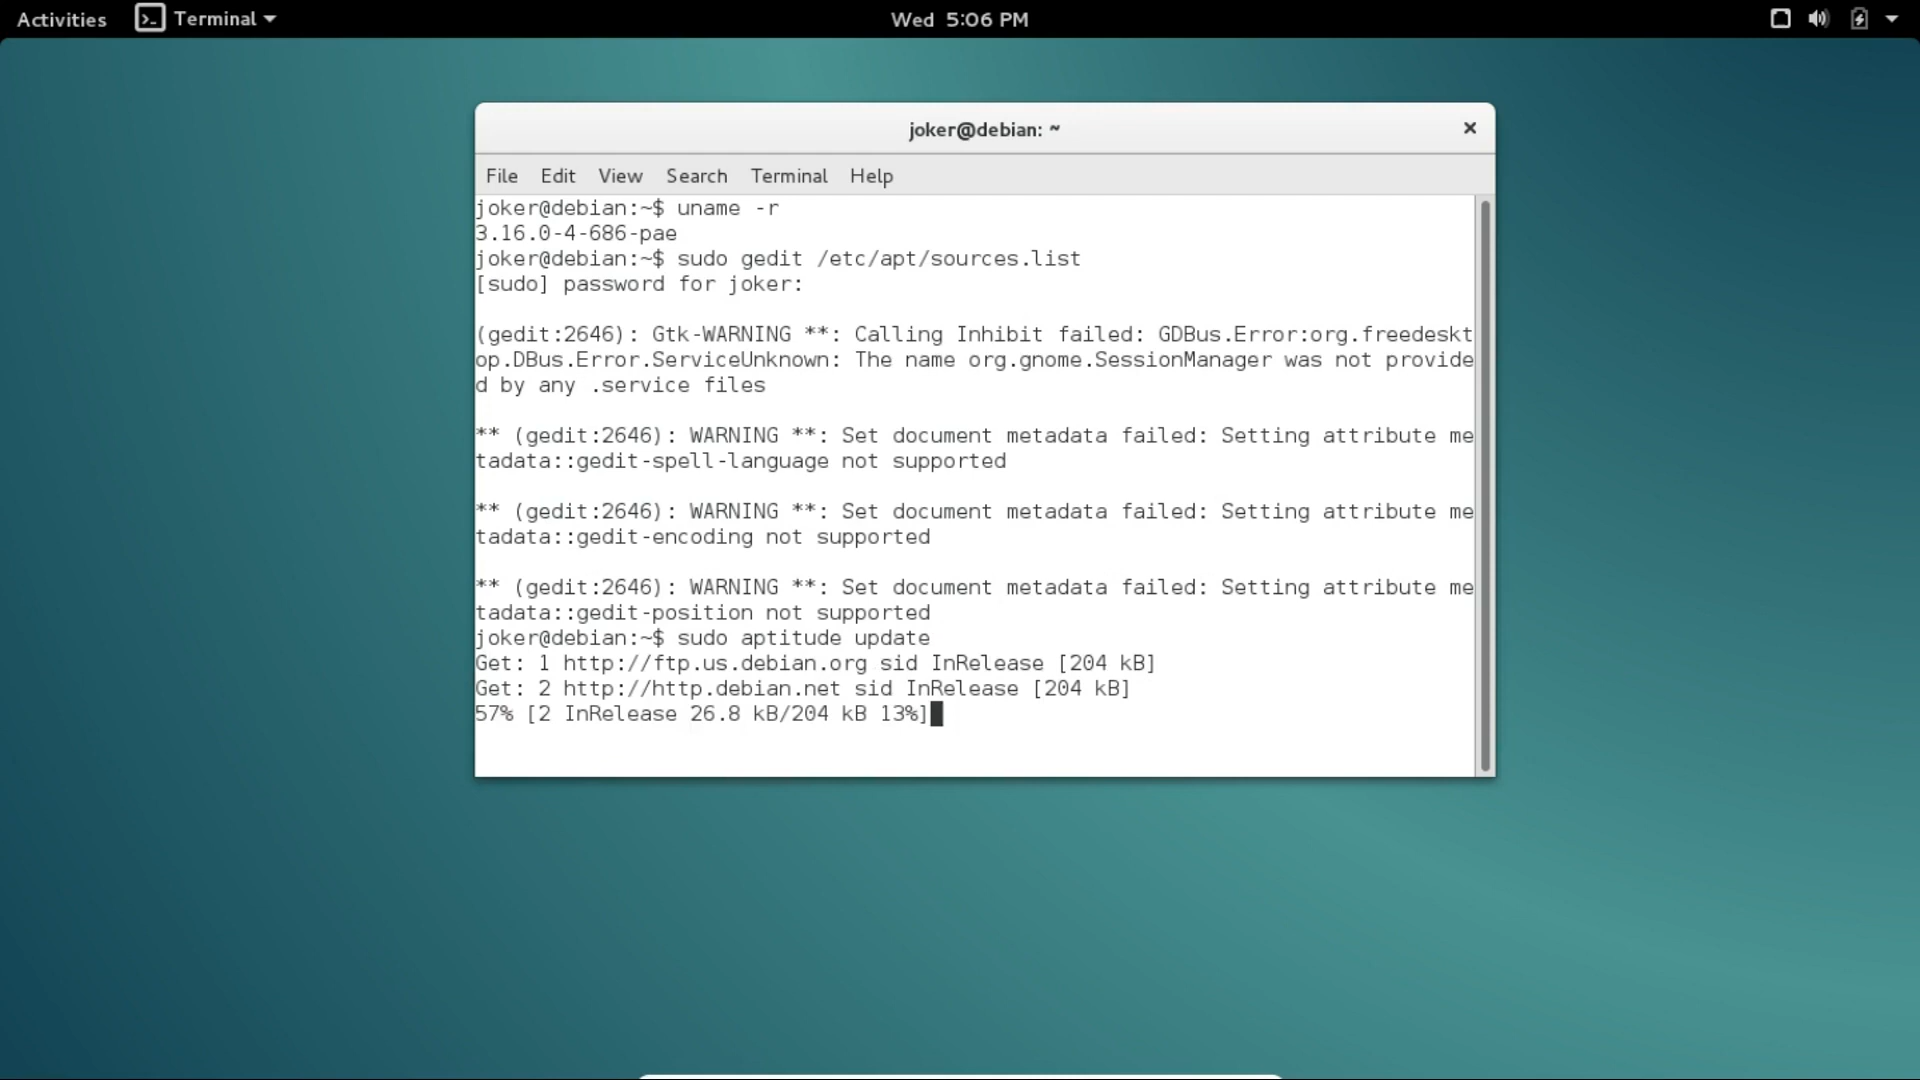 Activities Terminal Wed 5:06 PM
joker@debian: ~
File Edit View Search Terminal Help
joker@debian:~$ uname -r
3.16.0-4-686-pae
joker@debian:~$ sudo gedit /etc/apt/sources.list
[sudo] password for joker:
(gedit:2646): Gtk-WARNING **: Calling Inhibit failed: GDBus.Error:org.freedeskt
op.DBus.Error.ServiceUnknown: The name org.gnome.SessionManager was not provide
d by any .service files
** (gedit:2646): WARNING **: Set document metadata failed: Setting attribute me
tadata::gedit-spell-language not supported
** (gedit:2646): WARNING **: Set document metadata failed: Setting attribute me
tadata::gedit-encoding not supported
** (gedit:2646): WARNING **: Set document metadata failed: Setting attribute me
tadata::gedit-position not supported
joker@debian:~$ sudo aptitude update
Get: 1 http://ftp.us.debian.org sid InRelease [204 kB]
Get: 2 http://http.debian.net sid InRelease [204 kB]
57% [2 InRelease 26.8 kB/204 kB 13%]